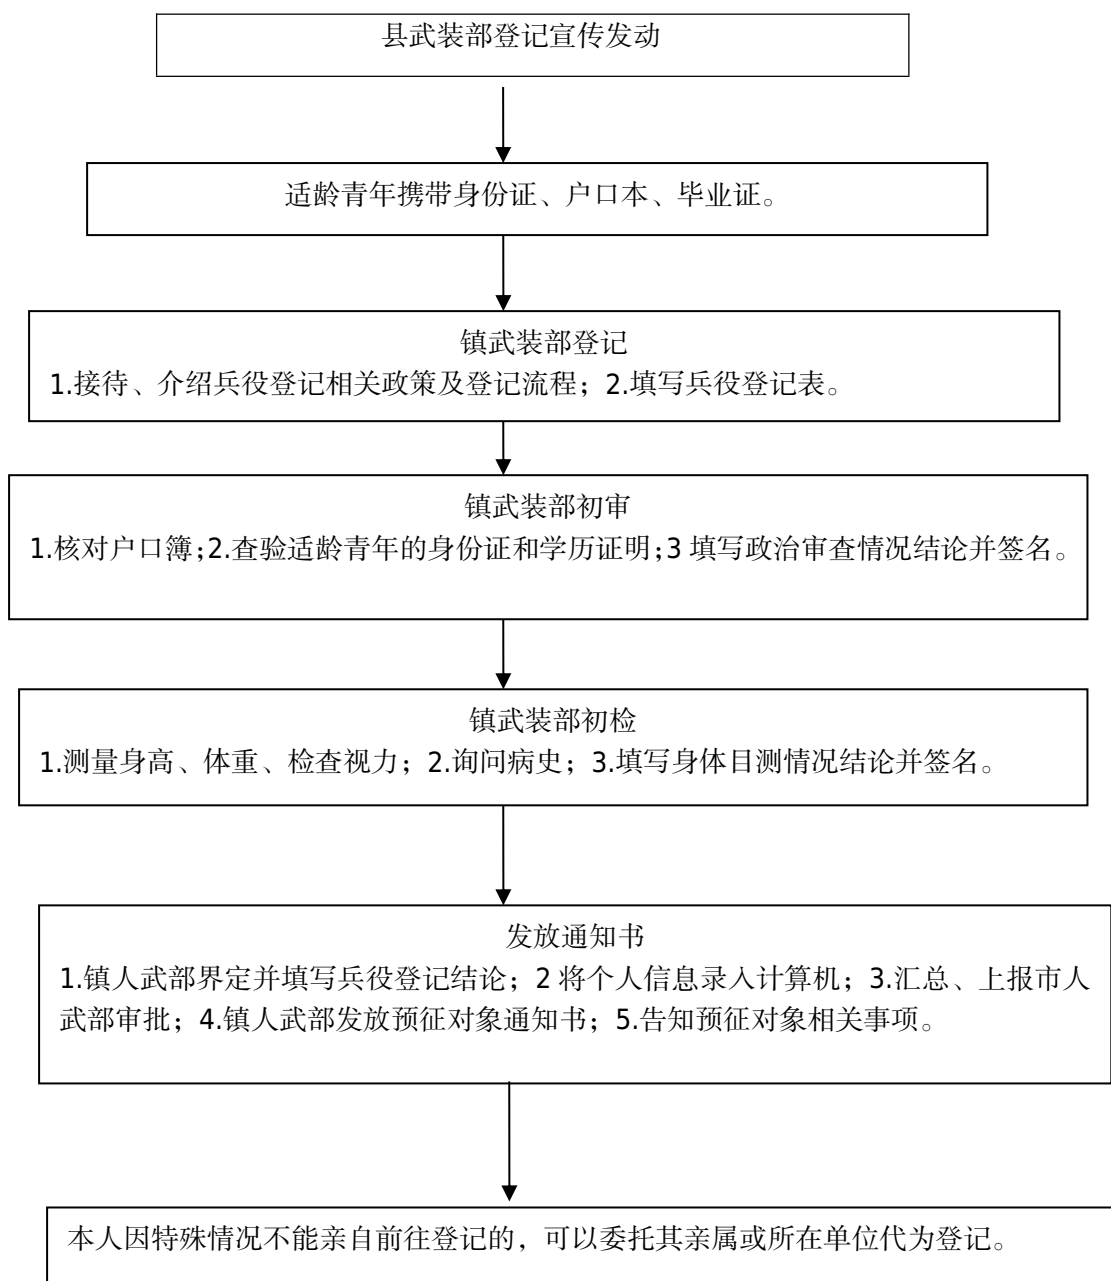 县武装部登记宣传发动
适龄青年携带身份证、户口本、毕业证。
镇武装部登记
1.接待、介绍兵役登记相关政策及登记流程；2.填写兵役登记表。
镇武装部初审
1.核对户口簿；2.查验适龄青年的身份证和学历证明；3 填写政治审查情况结论并签名。
镇武装部初检
1.测量身高、体重、检查视力；2.询问病史；3.填写身体目测情况结论并签名。
发放通知书
1.镇人武部界定并填写兵役登记结论；2 将个人信息录入计算机；3.汇总、上报市人
武部审批；4.镇人武部发放预征对象通知书；5.告知预征对象相关事项。
本人因特殊情况不能亲自前往登记的，可以委托其亲属或所在单位代为登记。